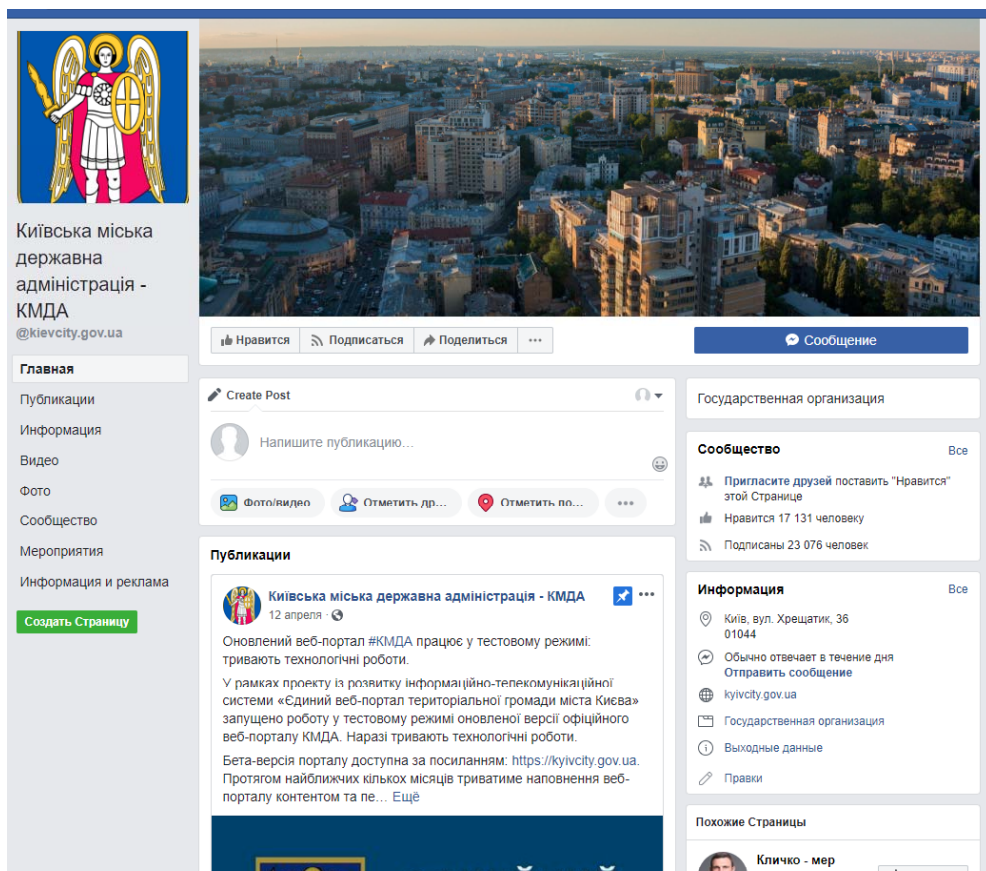 Київська міська
державна
адміністрація -
КМДА
@kievcity.gov.ua
Главная
Публикации
Информация
Видео
Фото
Сообщество
Мероприятия
Информация и реклама
Создать Страницу
Нравится
Подписаться
Поделиться
Сообщение
Create Post
Напишите публикацию...
Фото/видео
Отметить др...
Отметить по...
Публикации
Київська міська державна адміністрація - КМДА
12 апреля ·
Оновлений веб-портал #КМДА працює у тестовому режимі:
тривають технологічні роботи.
У рамках проекту із розвитку інформаційно-телекомунікаційної
системи «Єдиний веб-портал територіальної громади міста Києва»
запущено роботу у тестовому режимі оновленої версії офіційного
веб-порталу КМДА. Наразі тривають технологічні роботи.
Бета-версія порталу доступна за посиланням: https://kyivcity.gov.ua.
Протягом найближчих кількох місяців триватиме наповнення веб-
порталу контентом та пе... Ещё
Государственная организация
Сообщество
Все
Пригласите друзей поставить "Нравится"
этой Странице
Нравится 17 131 человеку
Подписаны 23 076 человек
Информация
Все
Київ, вул. Хрещатик, 36
01044
Обычно отвечает в течение дня
Отправить сообщение
kyivcity.gov.ua
Государственная организация
Выходные данные
Правки
Похожие Страницы
Кличко - мер